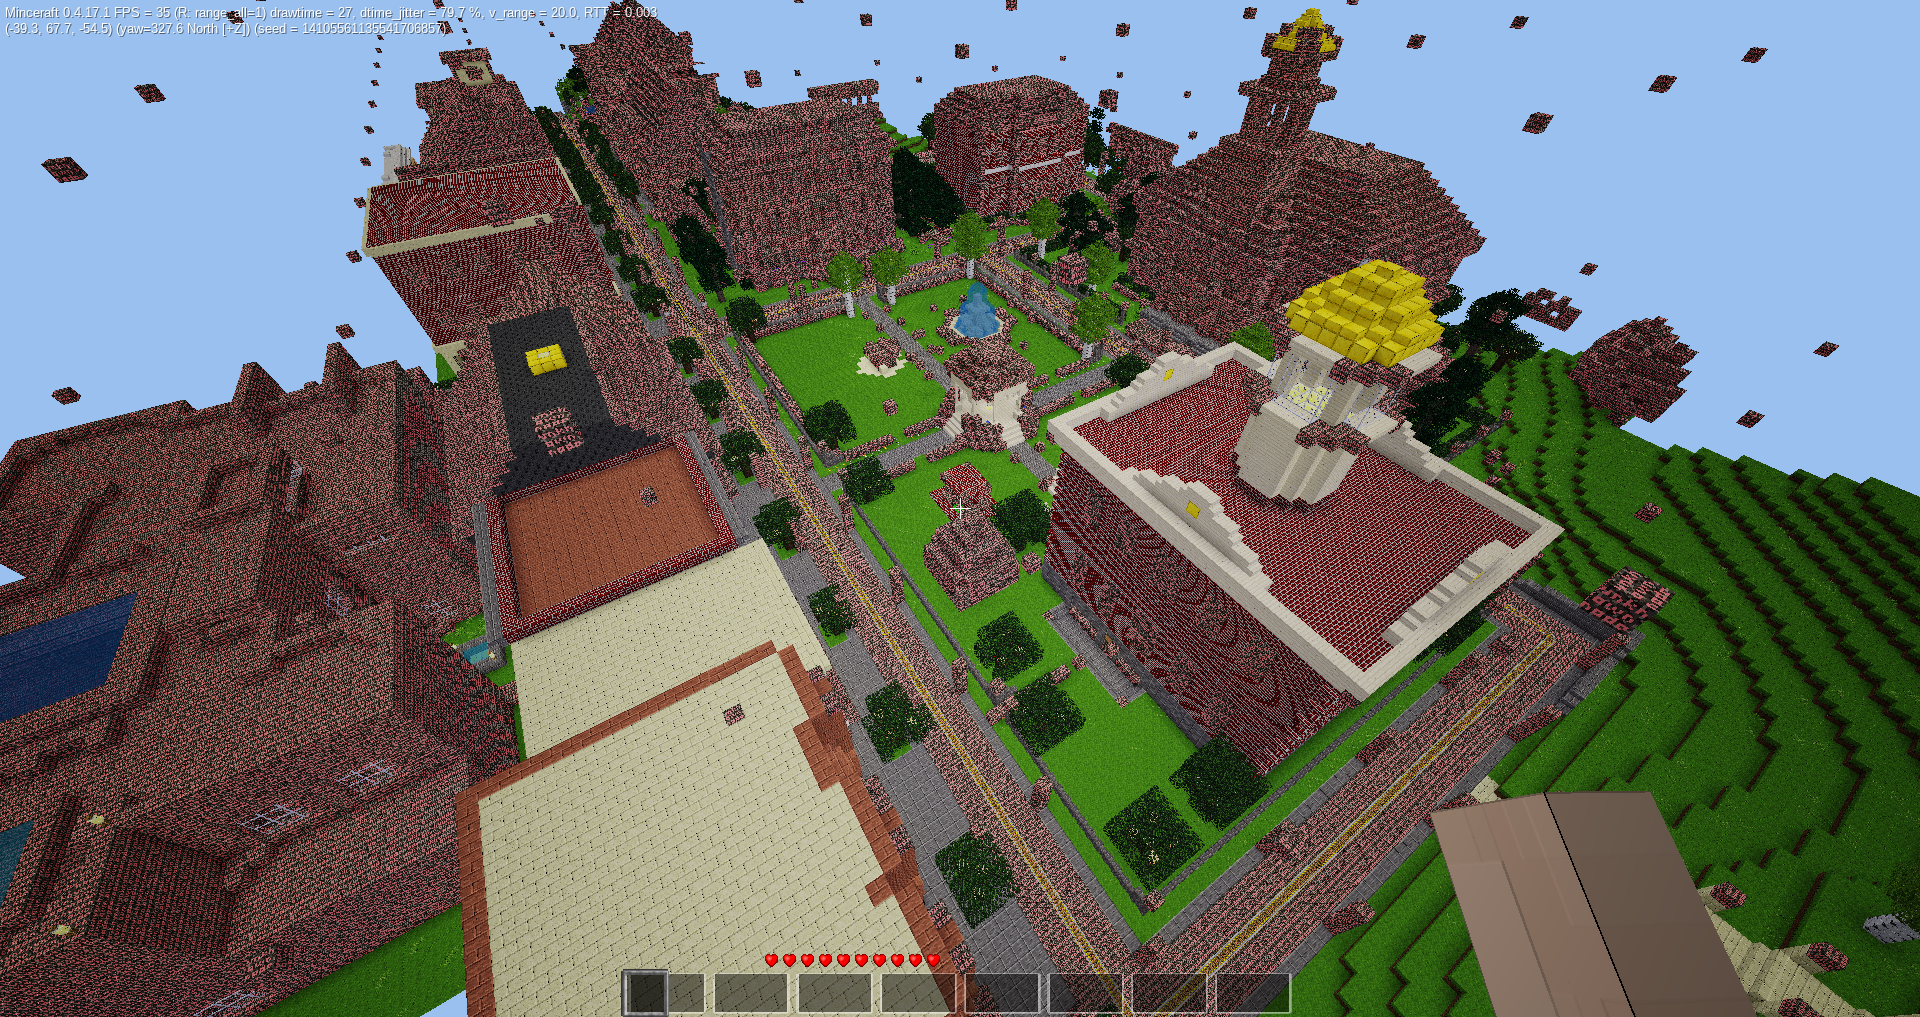 Minceraft 0.4.17.1 FPS = 35 (R: range_all=1) drawtime = 27, dtime_jitter = 79.7 %, v_range = 20.0, RTT = 0.003
(-39.3, 67.7, -54.5) (yaw=327.6 North [+Z]) (seed = 14105561135541706857)